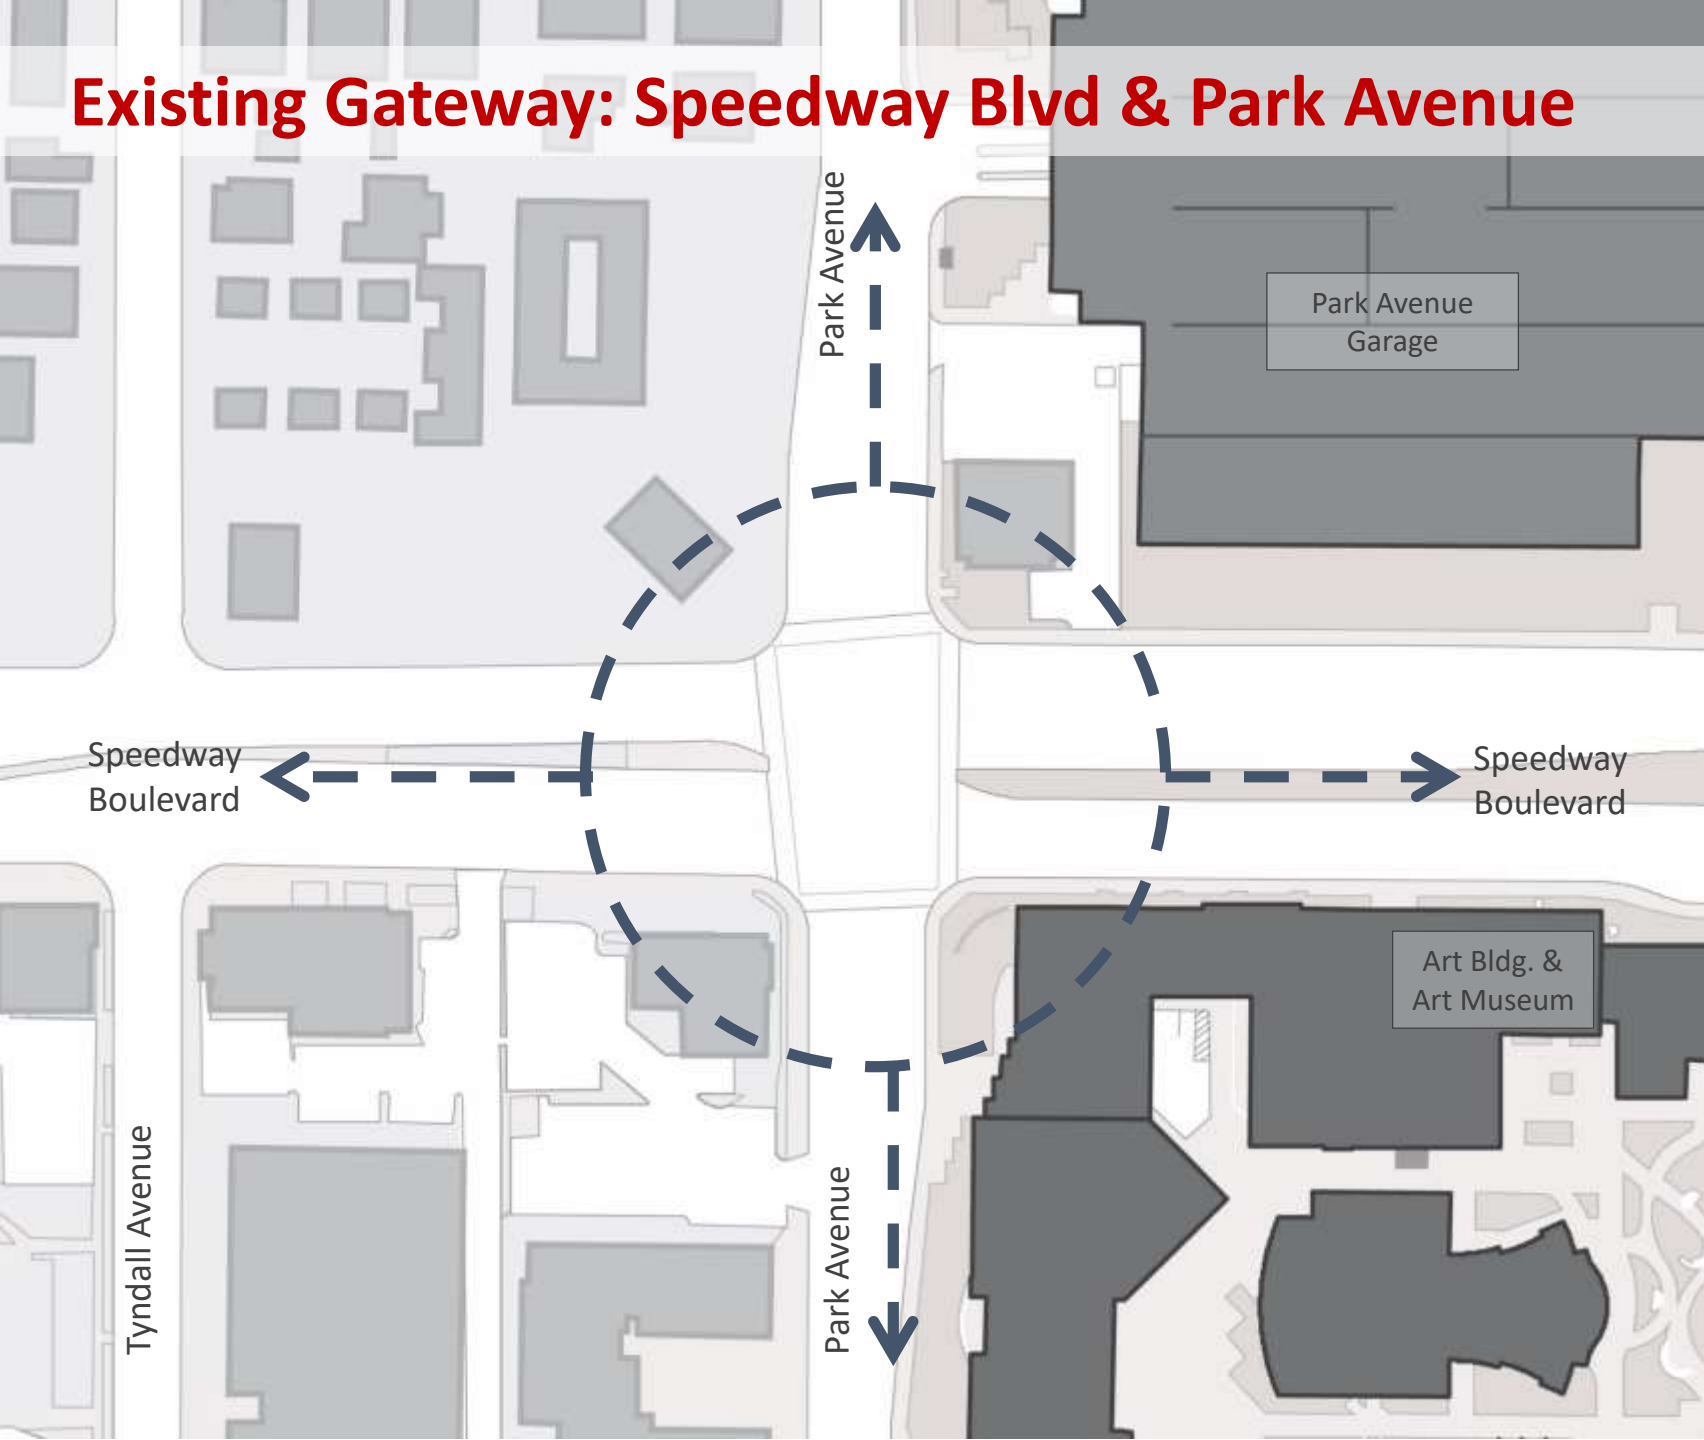 Existing Gateway: Speedway Blvd & Park Avenue
Park Avenue
Park Avenue
Garage
Speedway
Boulevard
Speedway
Boulevard
Art Bldg. &
Art Museum
Tyndall Avenue
Park Avenue